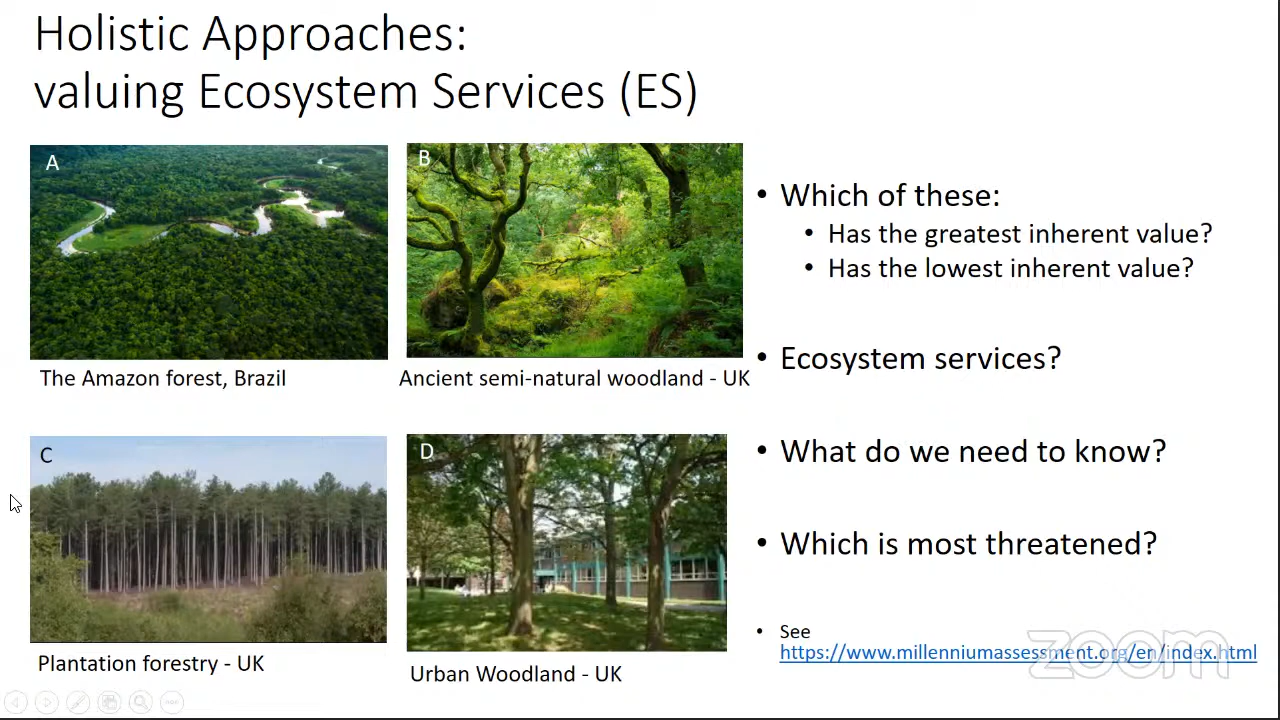 Holistic Approaches:
valuing Ecosystem Services (ES)
A
The Amazon forest, Brazil
B
Ancient semi-natural woodland - UK
C
Plantation forestry - UK
D
Urban Woodland - UK
• Which of these:
• Has the greatest inherent value?
• Has the lowest inherent value?
• Ecosystem services?
• What do we need to know?
• Which is most threatened?
• See
https://www.millenniumassessment.org/en/index.html
zoom